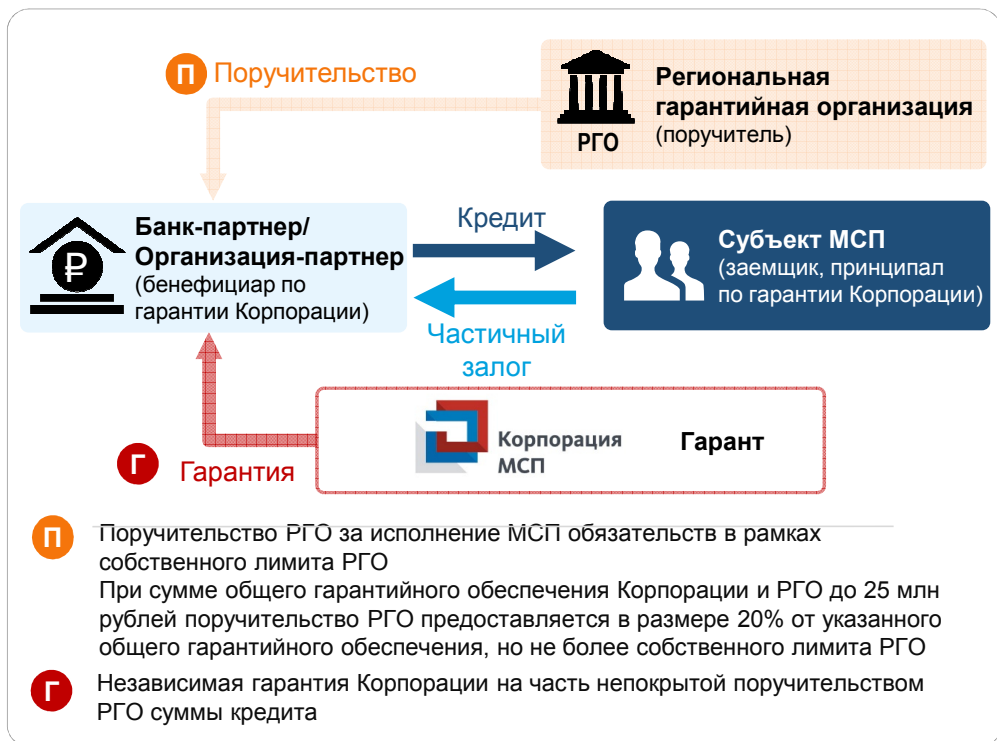 П Поручительство
Региональная
гарантийная организация
(поручитель)
РГО
Банк-партнер/
Организация-партнер
(бенефициар по
гарантии Корпорации)
₽
Кредит
Субъект МСП
(заемщик, принципал
по гарантии Корпорации)
Частичный
залог
Корпорация
МСП
Гарант
Г Гарантия
П Поручительство РГО за исполнение МСП обязательств в рамках
собственного лимита РГО
При сумме общего гарантийного обеспечения Корпорации и РГО до 25 млн
рублей поручительство РГО предоставляется в размере 20% от указанного
общего гарантийного обеспечения, но не более собственного лимита РГО
Г Независимая гарантия Корпорации на часть непокрытой поручительством
РГО суммы кредита